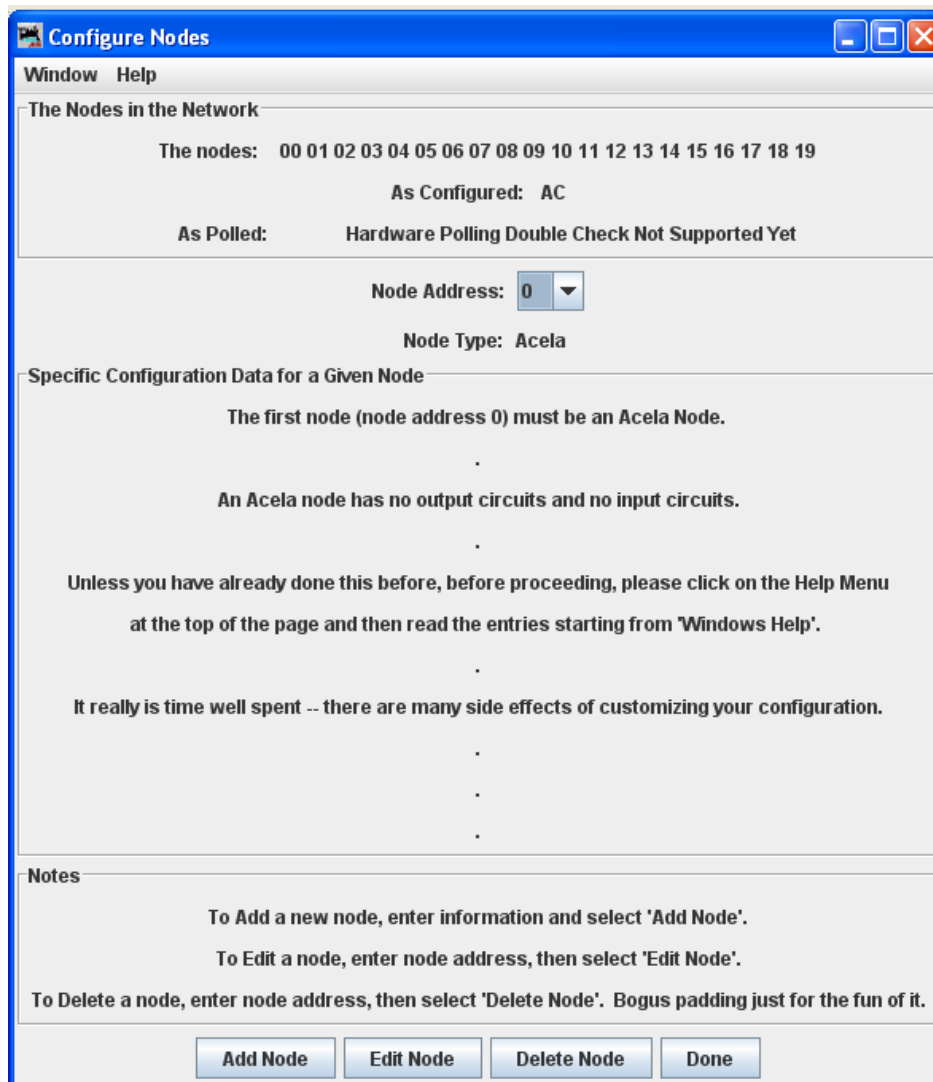 Configure Nodes
Window Help
The Nodes in the Network
The nodes: 00 01 02 03 04 05 06 07 08 09 10 11 12 13 14 15 16 17 18 19
As Configured: AC
As Polled: Hardware Polling Double Check Not Supported Yet
Node Address: 0
Node Type: Acela
Specific Configuration Data for a Given Node
The first node (node address 0) must be an Acela Node.
.
An Acela node has no output circuits and no input circuits.
.
Unless you have already done this before, before proceeding, please click on the Help Menu
at the top of the page and then read the entries starting from 'Windows Help'.
.
It really is time well spent -- there are many side effects of customizing your configuration.
.
.
.
Notes
To Add a new node, enter information and select 'Add Node'.
To Edit a node, enter node address, then select 'Edit Node'.
To Delete a node, enter node address, then select 'Delete Node'. Bogus padding just for the fun of it.
Add Node Edit Node Delete Node Done